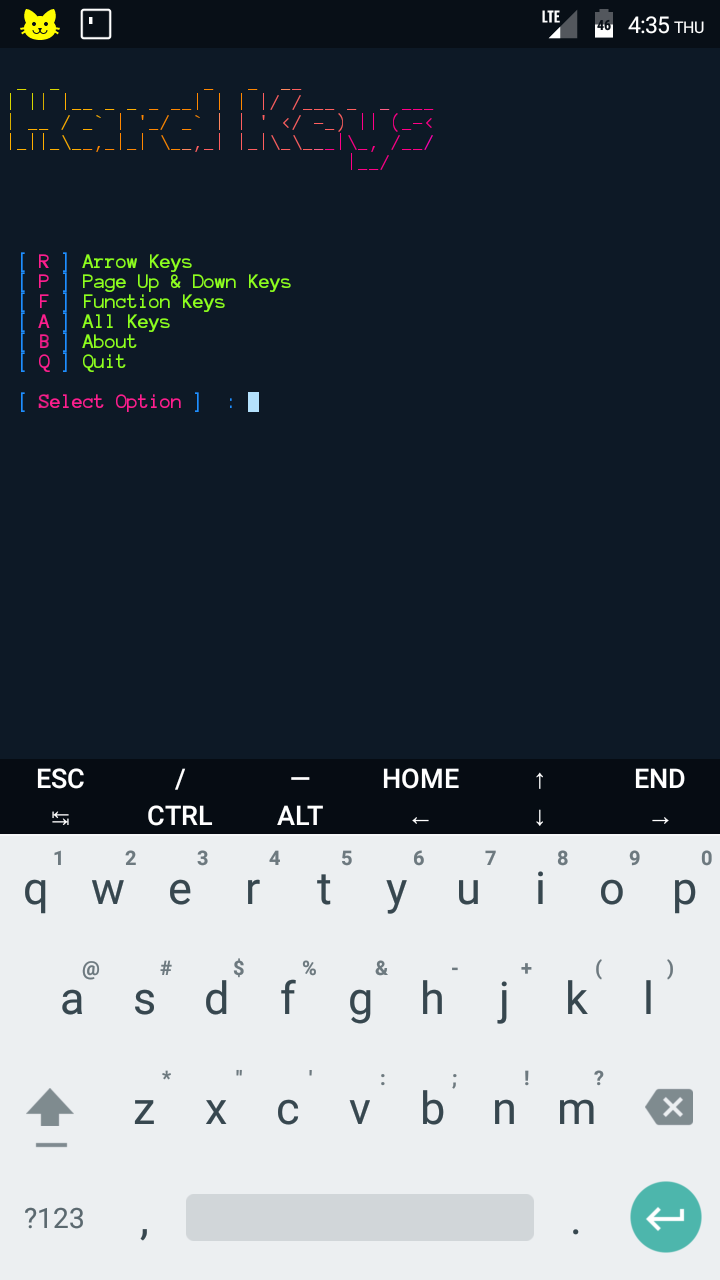 LTE 46 4:35 THU
Hard Keys
[ R ] Arrow Keys
[ P ] Page Up & Down Keys
[ F ] Function Keys
[ A ] All Keys
[ B ] About
[ Q ] Quit
[ Select Option ] :
ESC / — HOME ↑ END
↹ CTRL ALT ← ↓ →
1 2 3 4 5 6 7 8 9 0
q w e r t y u i o p
@ # $ % & - + ( )
a s d f g h j k l
* " ' : ; ! ?
z x c v b n m
?123 , .